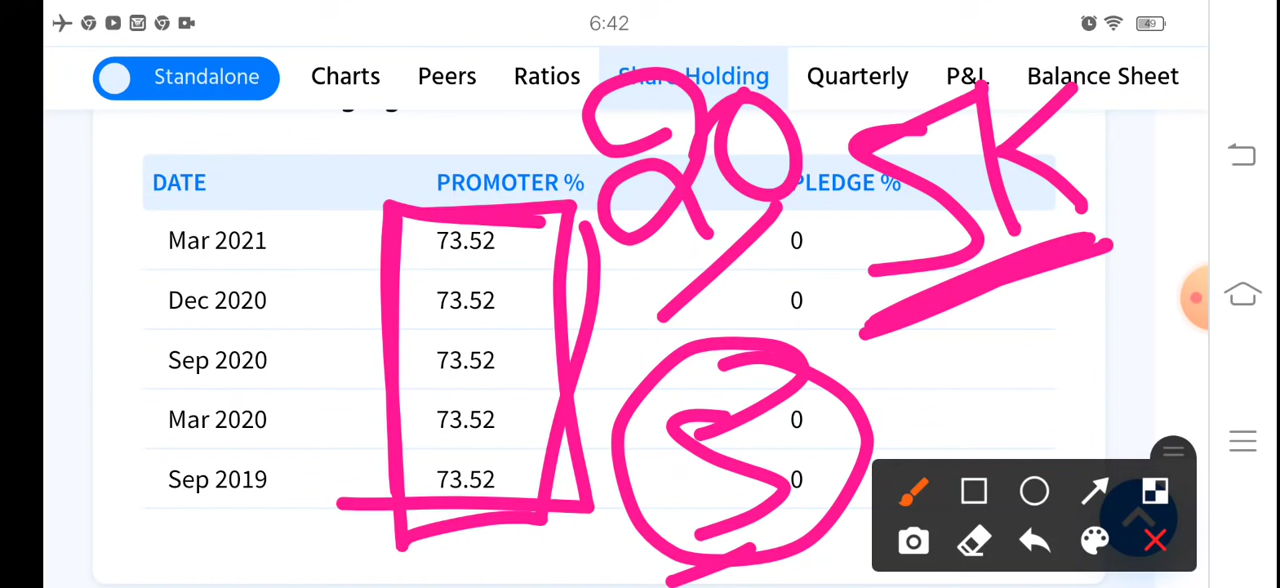 6:42
49
Standalone Charts Peers Ratios Share Holding Quarterly P&L Balance Sheet
DATE PROMOTER % PLEDGE %
Mar 2021 73.52 0
Dec 2020 73.52 0
Sep 2020 73.52
Mar 2020 73.52 0
Sep 2019 73.52 0
5K